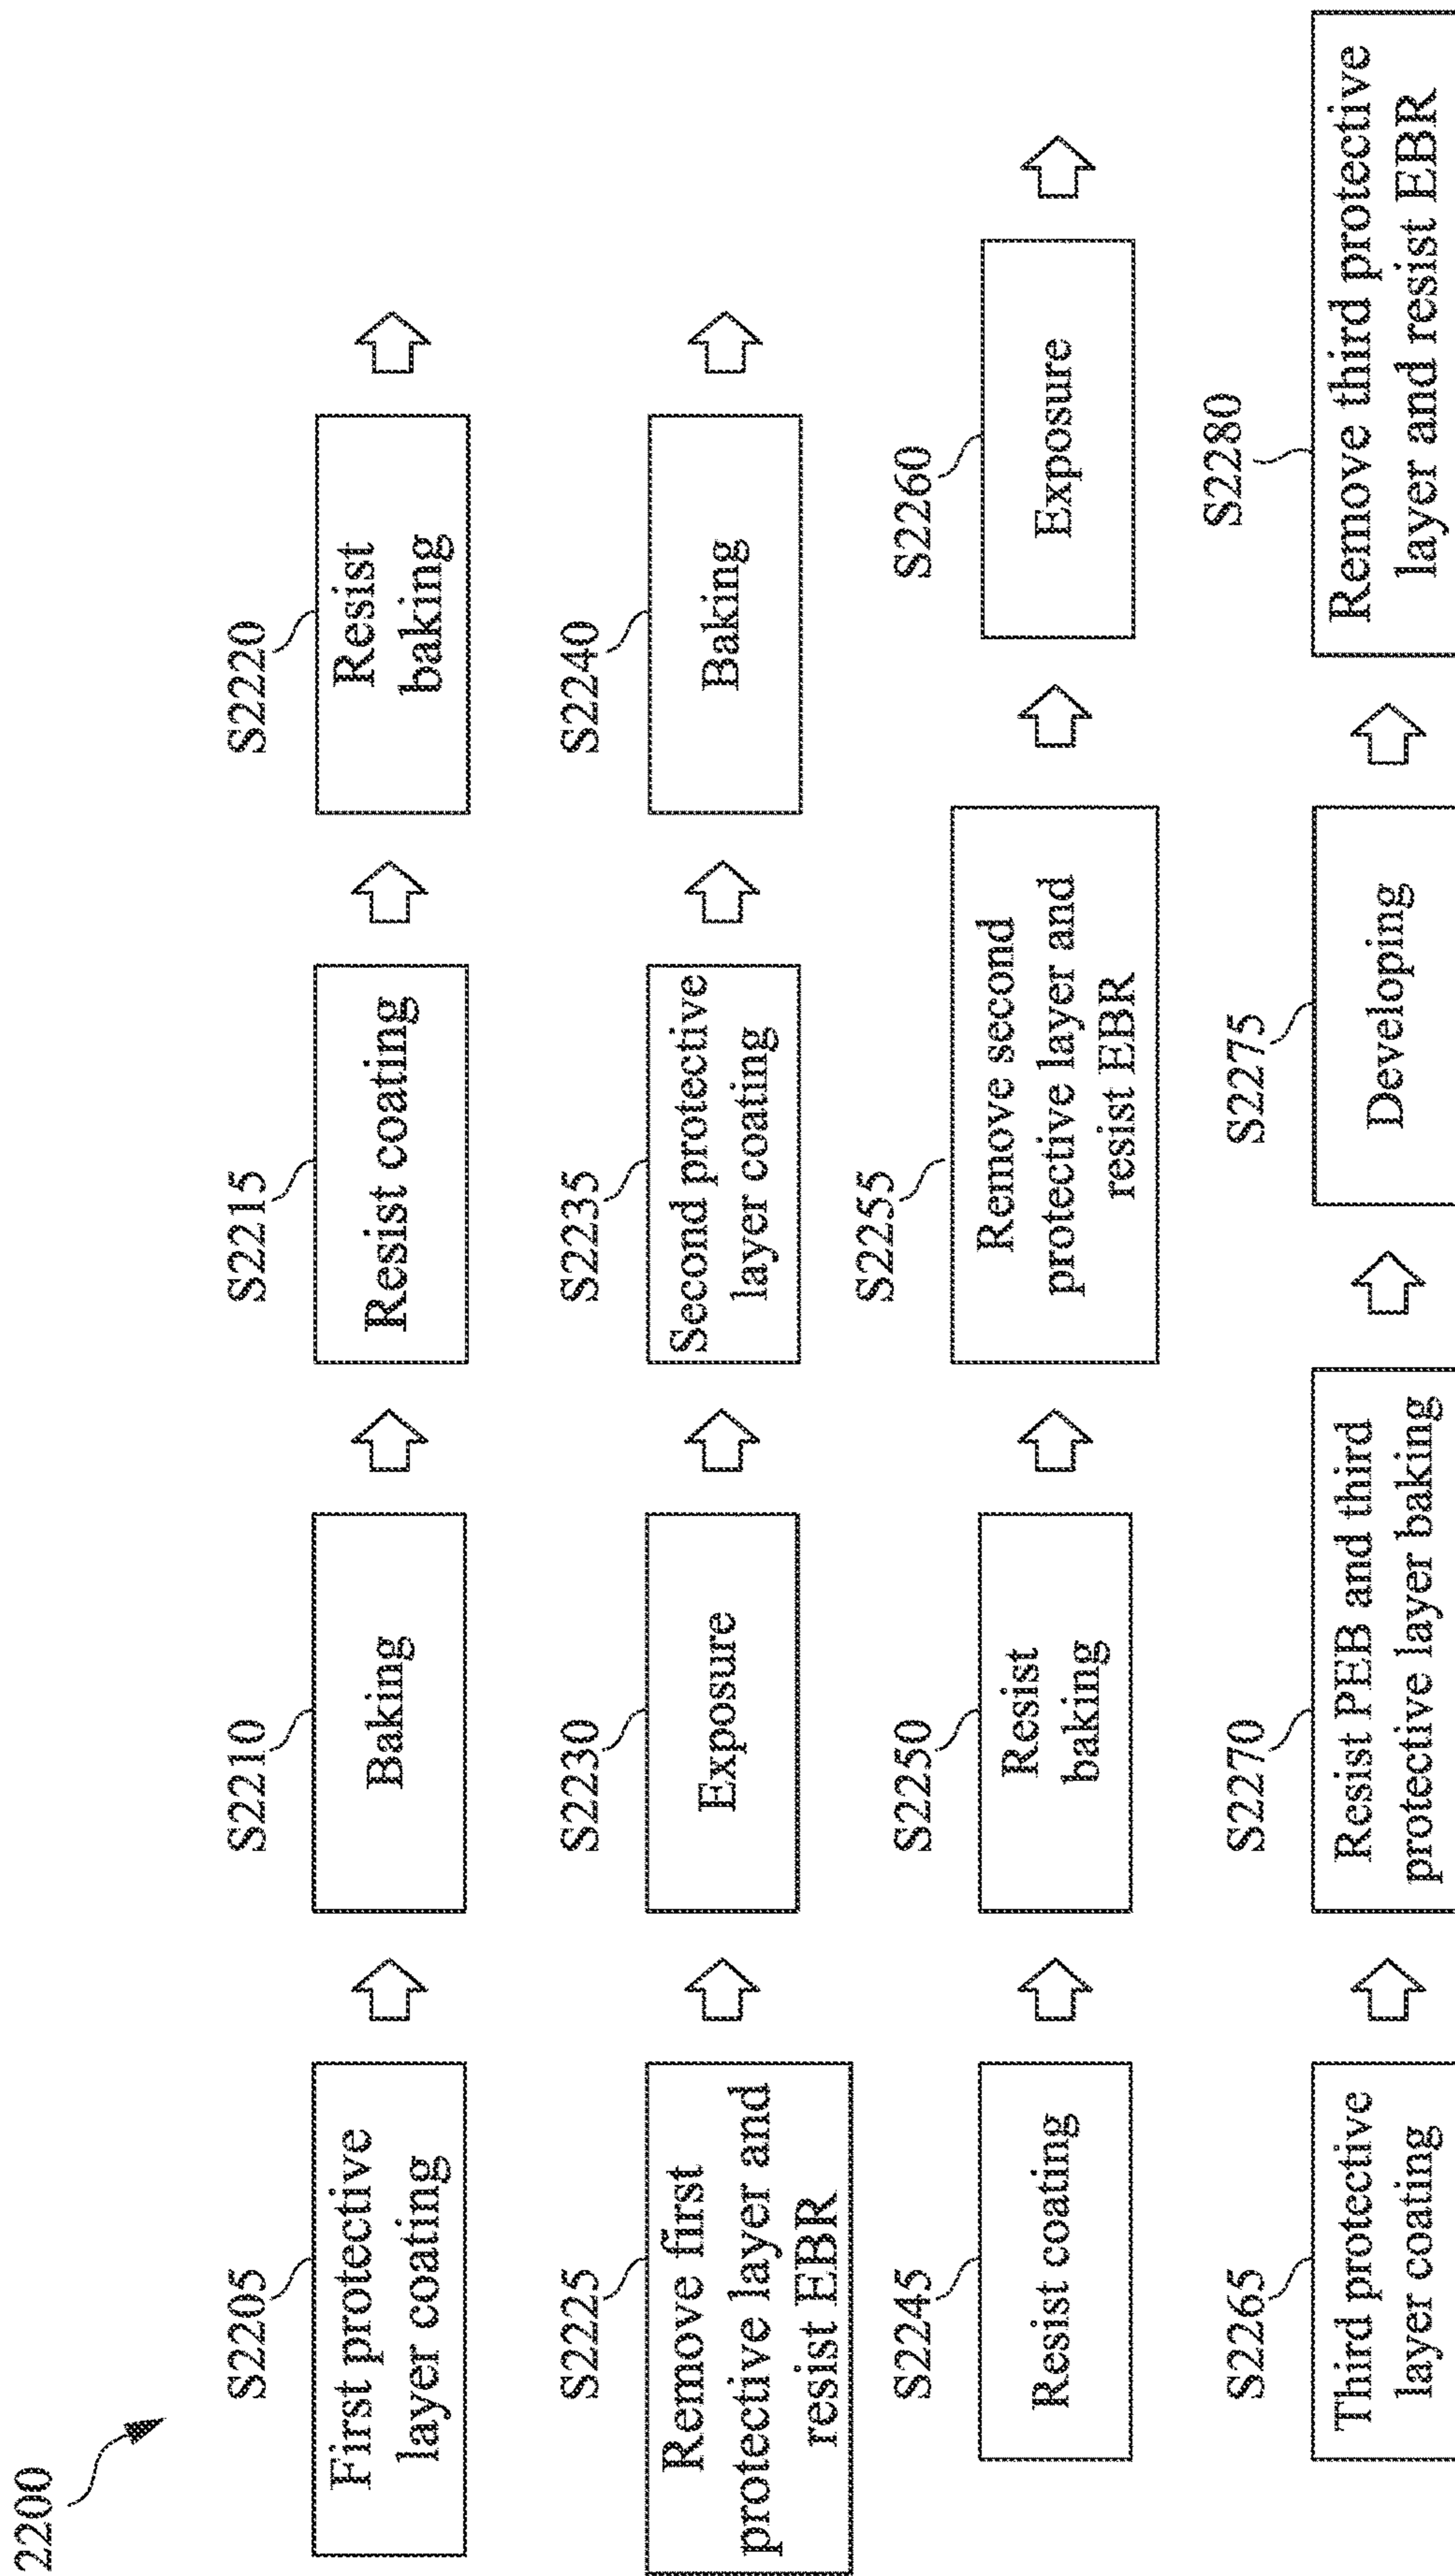 2200
S2205
First protective
layer coating
S2210
Baking
S2215
Resist coating
S2220
Resist
baking
S2225
Remove first
protective layer and
resist EBR
S2230
Exposure
S2235
Second protective
layer coating
S2240
Baking
S2245
Resist coating
S2250
Resist
baking
S2255
Remove second
protective layer and
resist EBR
S2260
Exposure
S2265
Third protective
layer coating
S2270
Resist PEB and third
protective layer baking
S2275
Developing
S2280
Remove third protective
layer and resist EBR